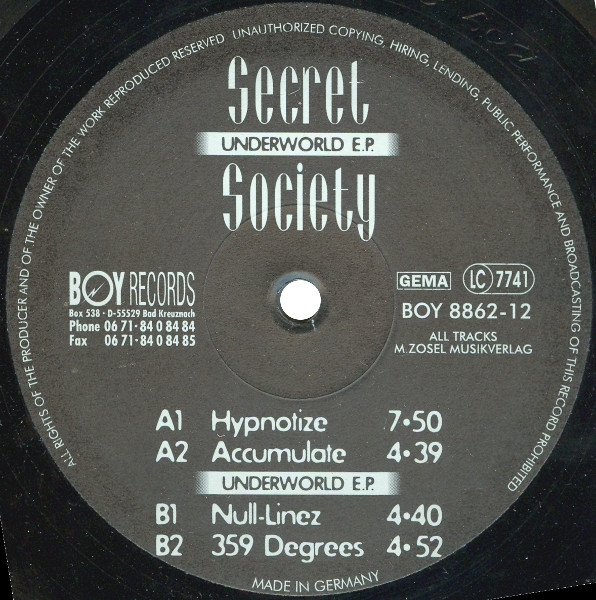 ALL RIGHTS OF THE PRODUCER AND OF THE OWNER OF THE WORK REPRODUCED RESERVED UNAUTHORIZED COPYING, HIRING, LENDING, PUBLIC PERFORMANCE AND BROADCASTING OF THIS RECORD PROHIBITED
Secret
UNDERWORLD E.P.
Society
BOY RECORDS
Box 538 · D-55529 Bad Kreuznach
Phone 06 71 - 84 0 84 84
Fax 06 71 - 84 0 84 85
GEMA LC 7741
BOY 8862-12
ALL TRACKS
M.ZOSEL MUSIKVERLAG
A1 Hypnotize 7•50
A2 Accumulate 4•39
UNDERWORLD E.P.
B1 Null-Linez 4•40
B2 359 Degrees 4•52
MADE IN GERMANY